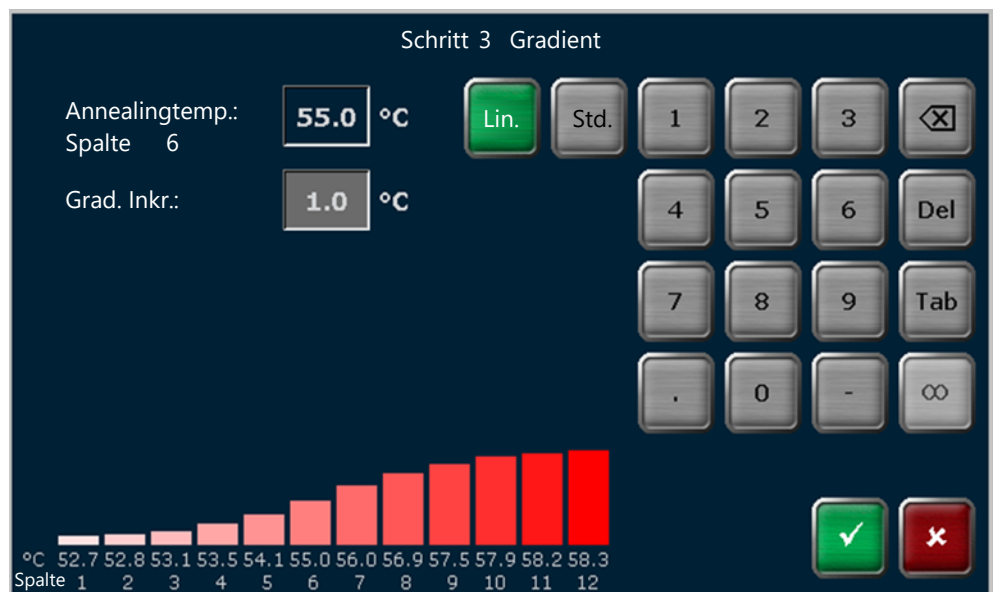 Schritt 3 Gradient
Annealingtemp.: 55.0 °C Lin. Std. 1 2 3
Spalte 6
Grad. Inkr.: 1.0 °C 4 5 6 Del
7 8 9 Tab
. 0 - ∞
°C 52.7 52.8 53.1 53.5 54.1 55.0 56.0 56.9 57.5 57.9 58.2 58.3
Spalte 1 2 3 4 5 6 7 8 9 10 11 12